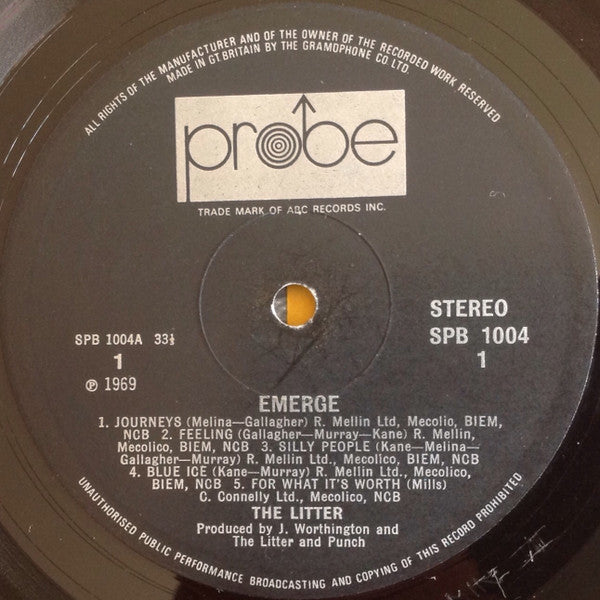 ALL RIGHTS OF THE MANUFACTURER AND OF THE OWNER OF THE RECORDED WORK RESERVED
MADE IN GT BRITAIN BY THE GRAMOPHONE CO LTD.
probe
TRADE MARK OF ABC RECORDS INC.
STEREO
SPB 1004A 33⅓ SPB 1004
1 1
℗ 1969
EMERGE
1. JOURNEYS (Melina—Gallagher) R. Mellin Ltd, Mecolio, BIEM,
NCB 2. FEELING (Gallagher—Murray—Kane) R. Mellin,
Mecolico, BIEM, NCB 3. SILLY PEOPLE (Kane—Melina—
Gallagher—Murray) R. Mellin Ltd., Mecolico, BIEM, NCB
4. BLUE ICE (Kane—Murray) R. Mellin Ltd., Mecolico,
BIEM, NCB 5. FOR WHAT IT'S WORTH (Mills)
C. Connelly Ltd., Mecolico, NCB
THE LITTER
Produced by J. Worthington and
The Litter and Punch
UNAUTHORISED PUBLIC PERFORMANCE BROADCASTING AND COPYING OF THIS RECORD PROHIBITED